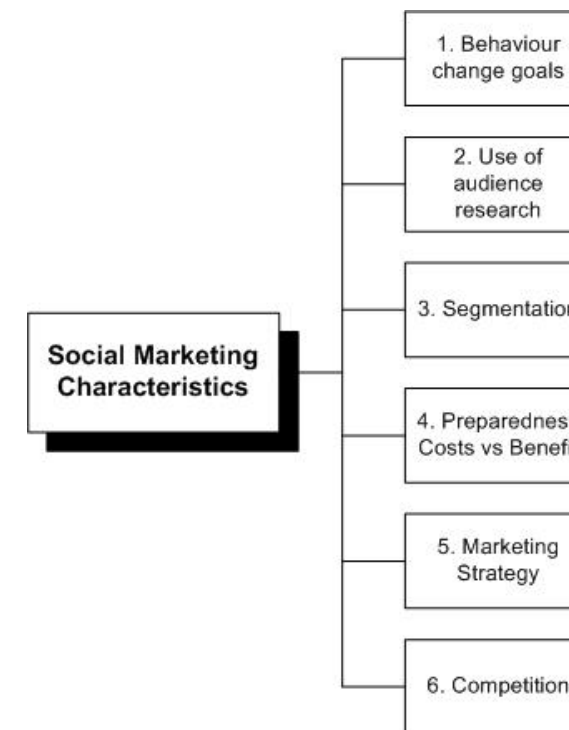 1. Behaviour
change goals
2. Use of
audience
research
3. Segmentation
Social Marketing
Characteristics
4. Preparednes
Costs vs Benefi
5. Marketing
Strategy
6. Competition